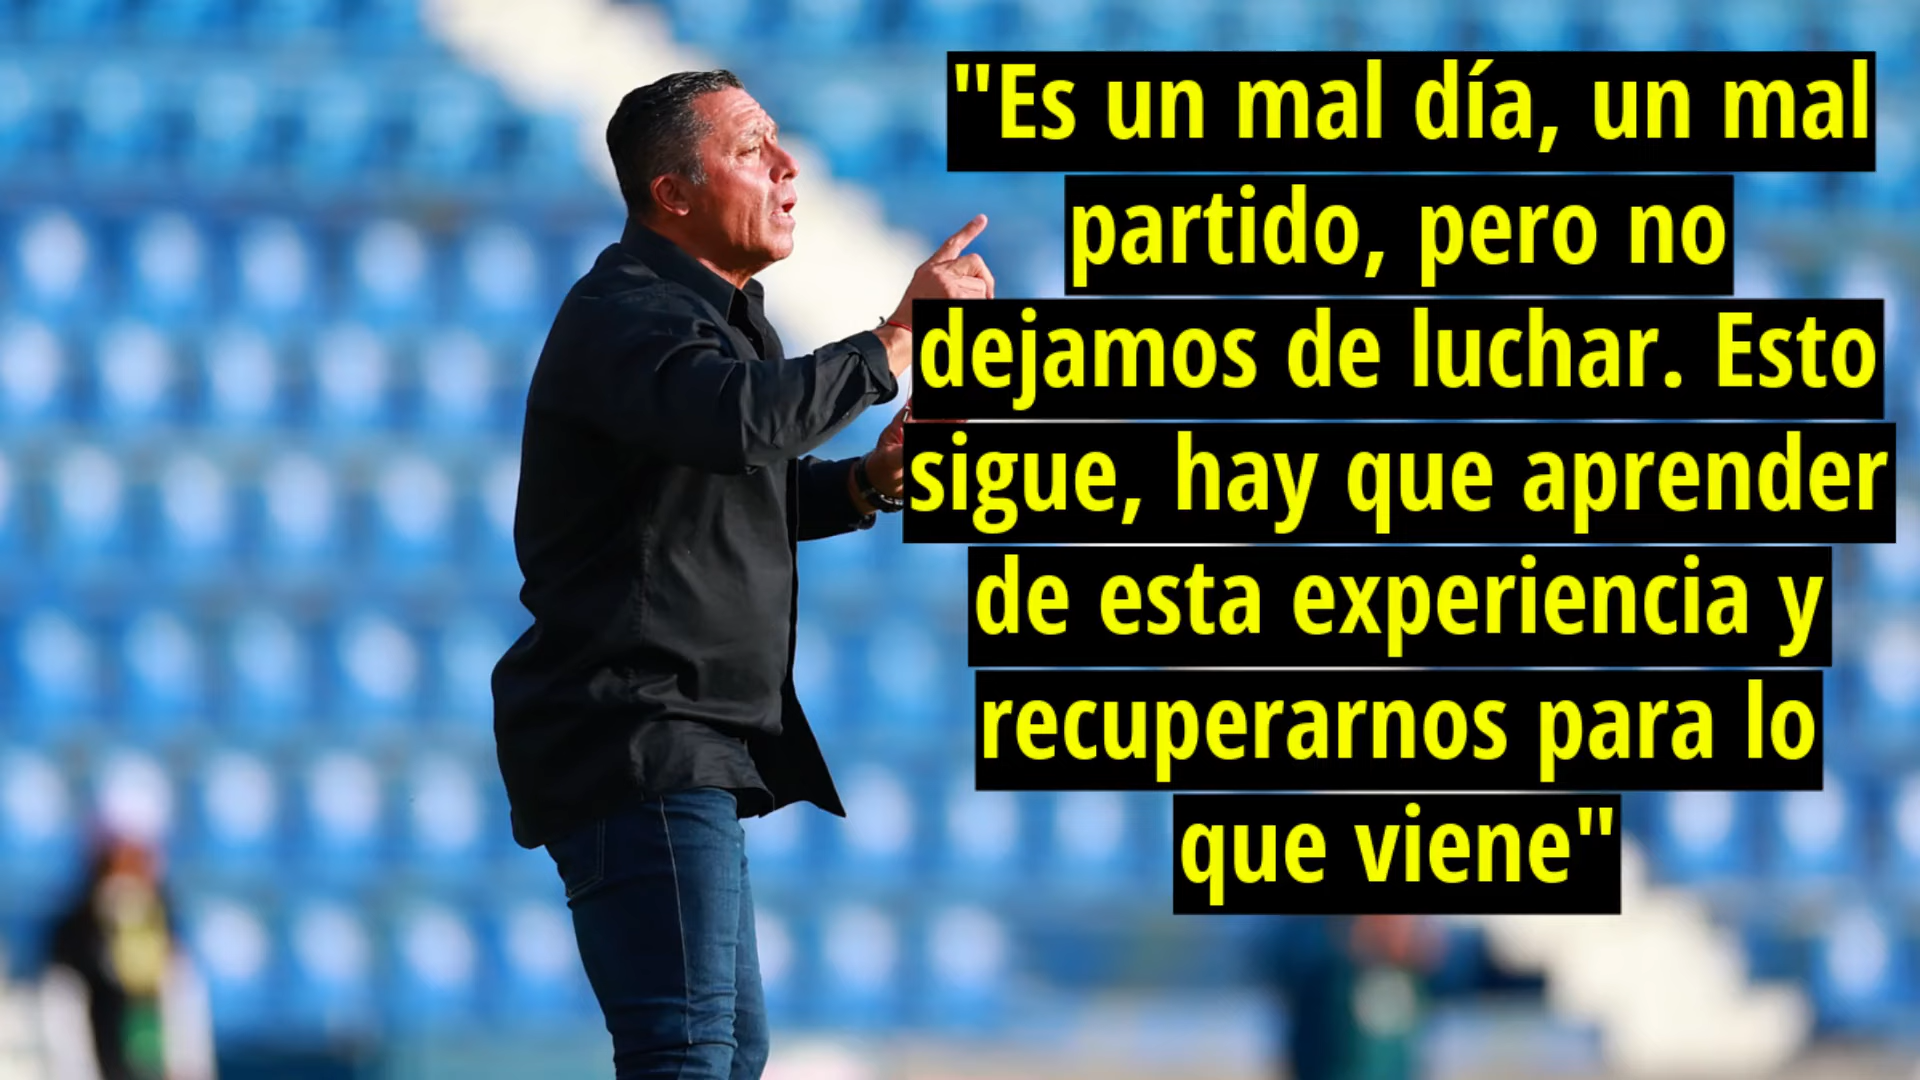 "Es un mal día, un mal
partido, pero no
dejamos de luchar. Esto
sigue, hay que aprender
de esta experiencia y
recuperarnos para lo
que viene"